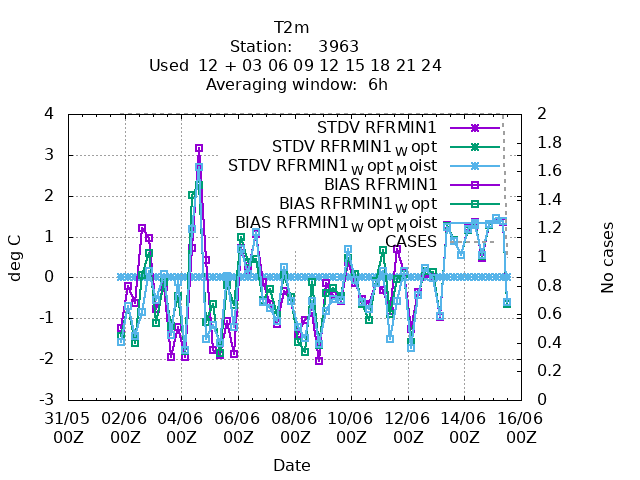 T2m
Station: 3963
Used 12 + 03 06 09 12 15 18 21 24
Averaging window: 6h
STDV RFRMIN1
STDV RFRMIN1_W opt
STDV RFRMIN1_W opt_M oist
BIAS RFRMIN1
BIAS RFRMIN1_W opt
BIAS RFRMIN1_W opt_M oist
CASES
deg C
4
3
2
1
0
-1
-2
-3
No cases
2
1.8
1.6
1.4
1.2
1
0.8
0.6
0.4
0.2
0
31/05 02/06 04/06 06/06 08/06 10/06 12/06 14/06 16/06
00Z 00Z 00Z 00Z 00Z 00Z 00Z 00Z 00Z
Date